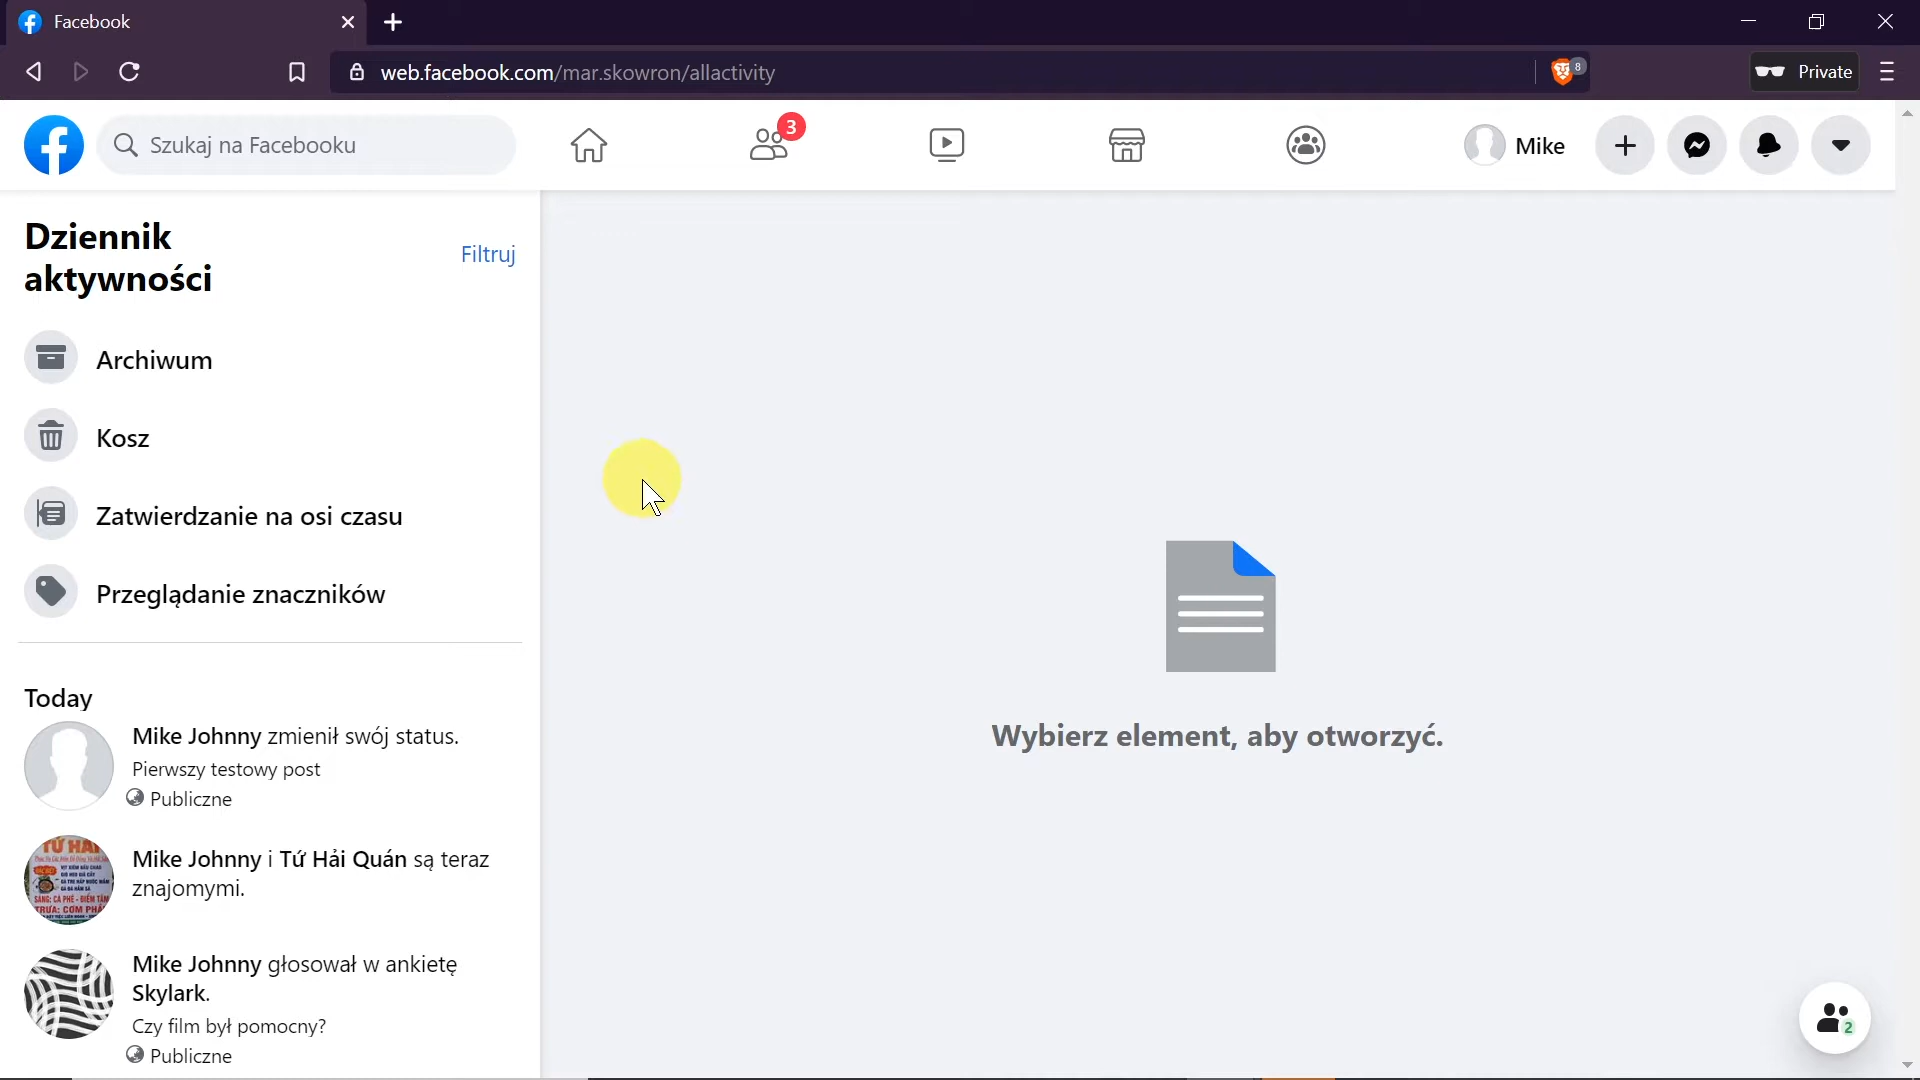 Facebook
web.facebook.com/mar.skowron/allactivity
8
Private
Szukaj na Facebooku
3
Mike
Dziennik
aktywności
Filtruj
Archiwum
Kosz
Zatwierdzanie na osi czasu
Przeglądanie znaczników
Today
Mike Johnny zmienił swój status.
Pierwszy testowy post
Publiczne
TỨ HẢI
Mike Johnny i Tứ Hải Quán są teraz
znajomymi.
Mike Johnny głosował w ankietę
Skylark.
Czy film był pomocny?
Publiczne
Wybierz element, aby otworzyć.
2